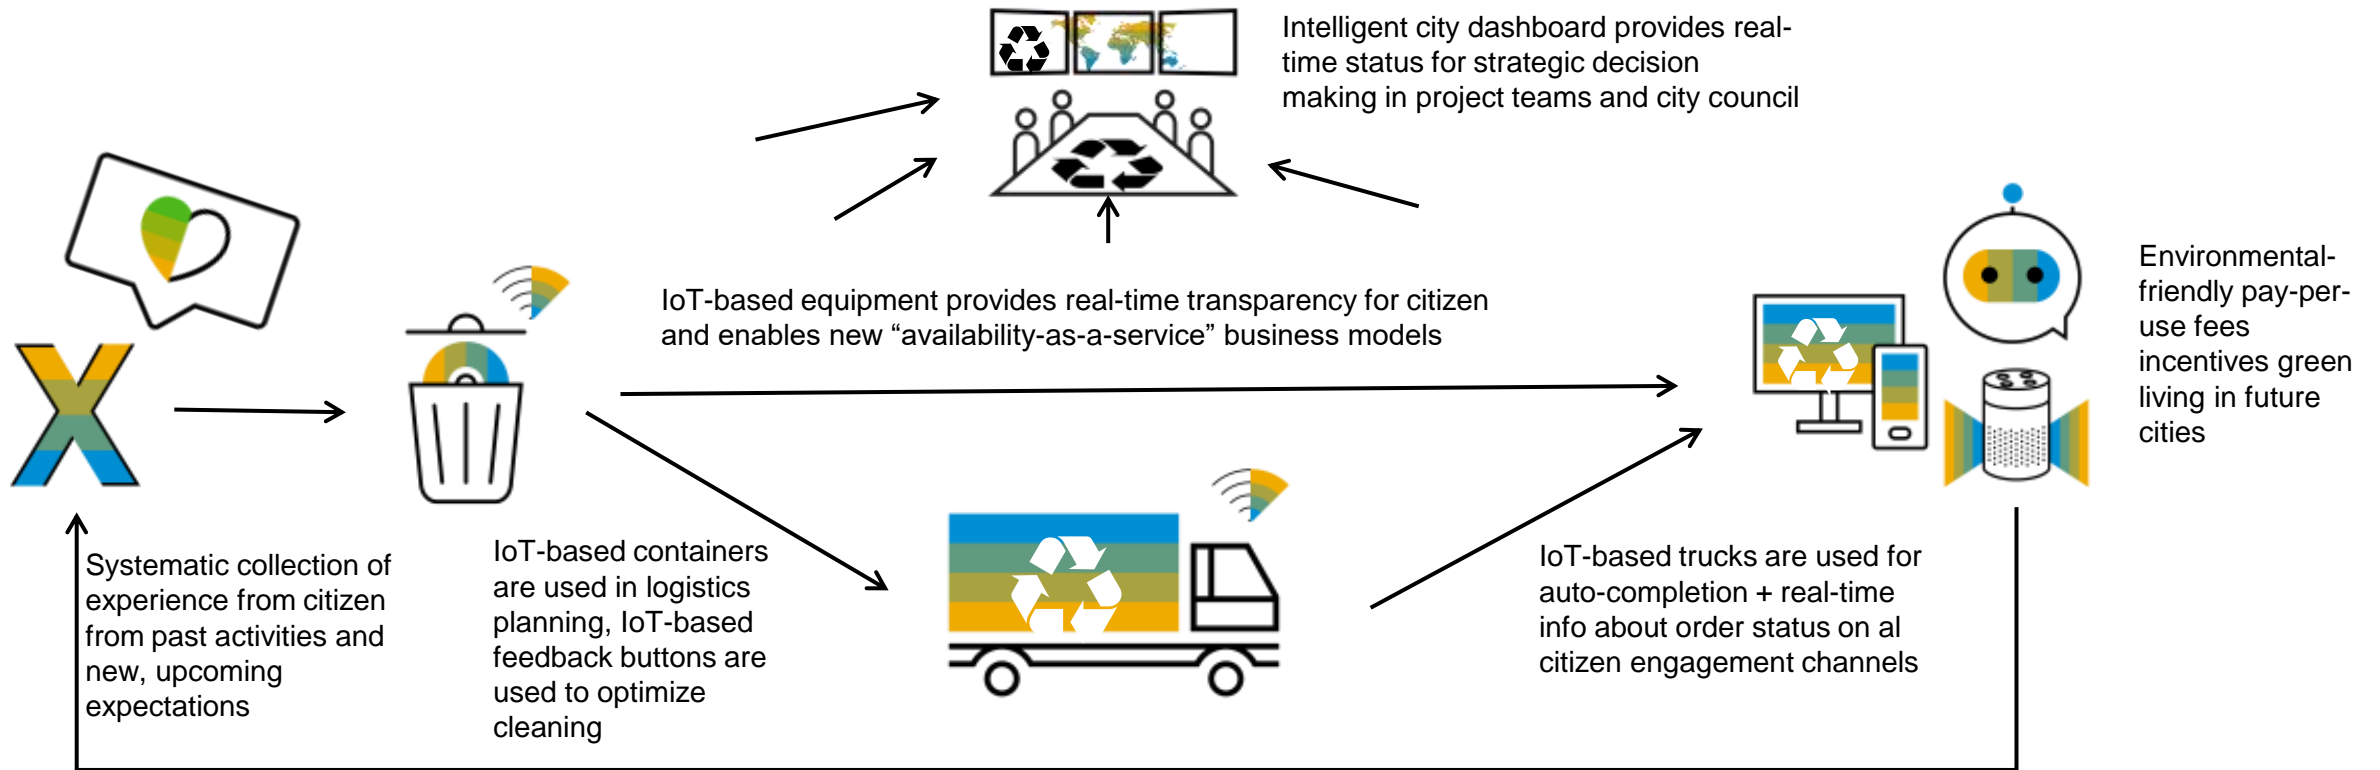 Intelligent city dashboard provides real-
time status for strategic decision
making in project teams and city council
IoT-based equipment provides real-time transparency for citizen
and enables new “availability-as-a-service” business models
Environmental-
friendly pay-per-
use fees
incentives green
living in future
cities
Systematic collection of
experience from citizen
from past activities and
new, upcoming
expectations
IoT-based containers
are used in logistics
planning, IoT-based
feedback buttons are
used to optimize
cleaning
IoT-based trucks are used for
auto-completion + real-time
info about order status on al
citizen engagement channels
X